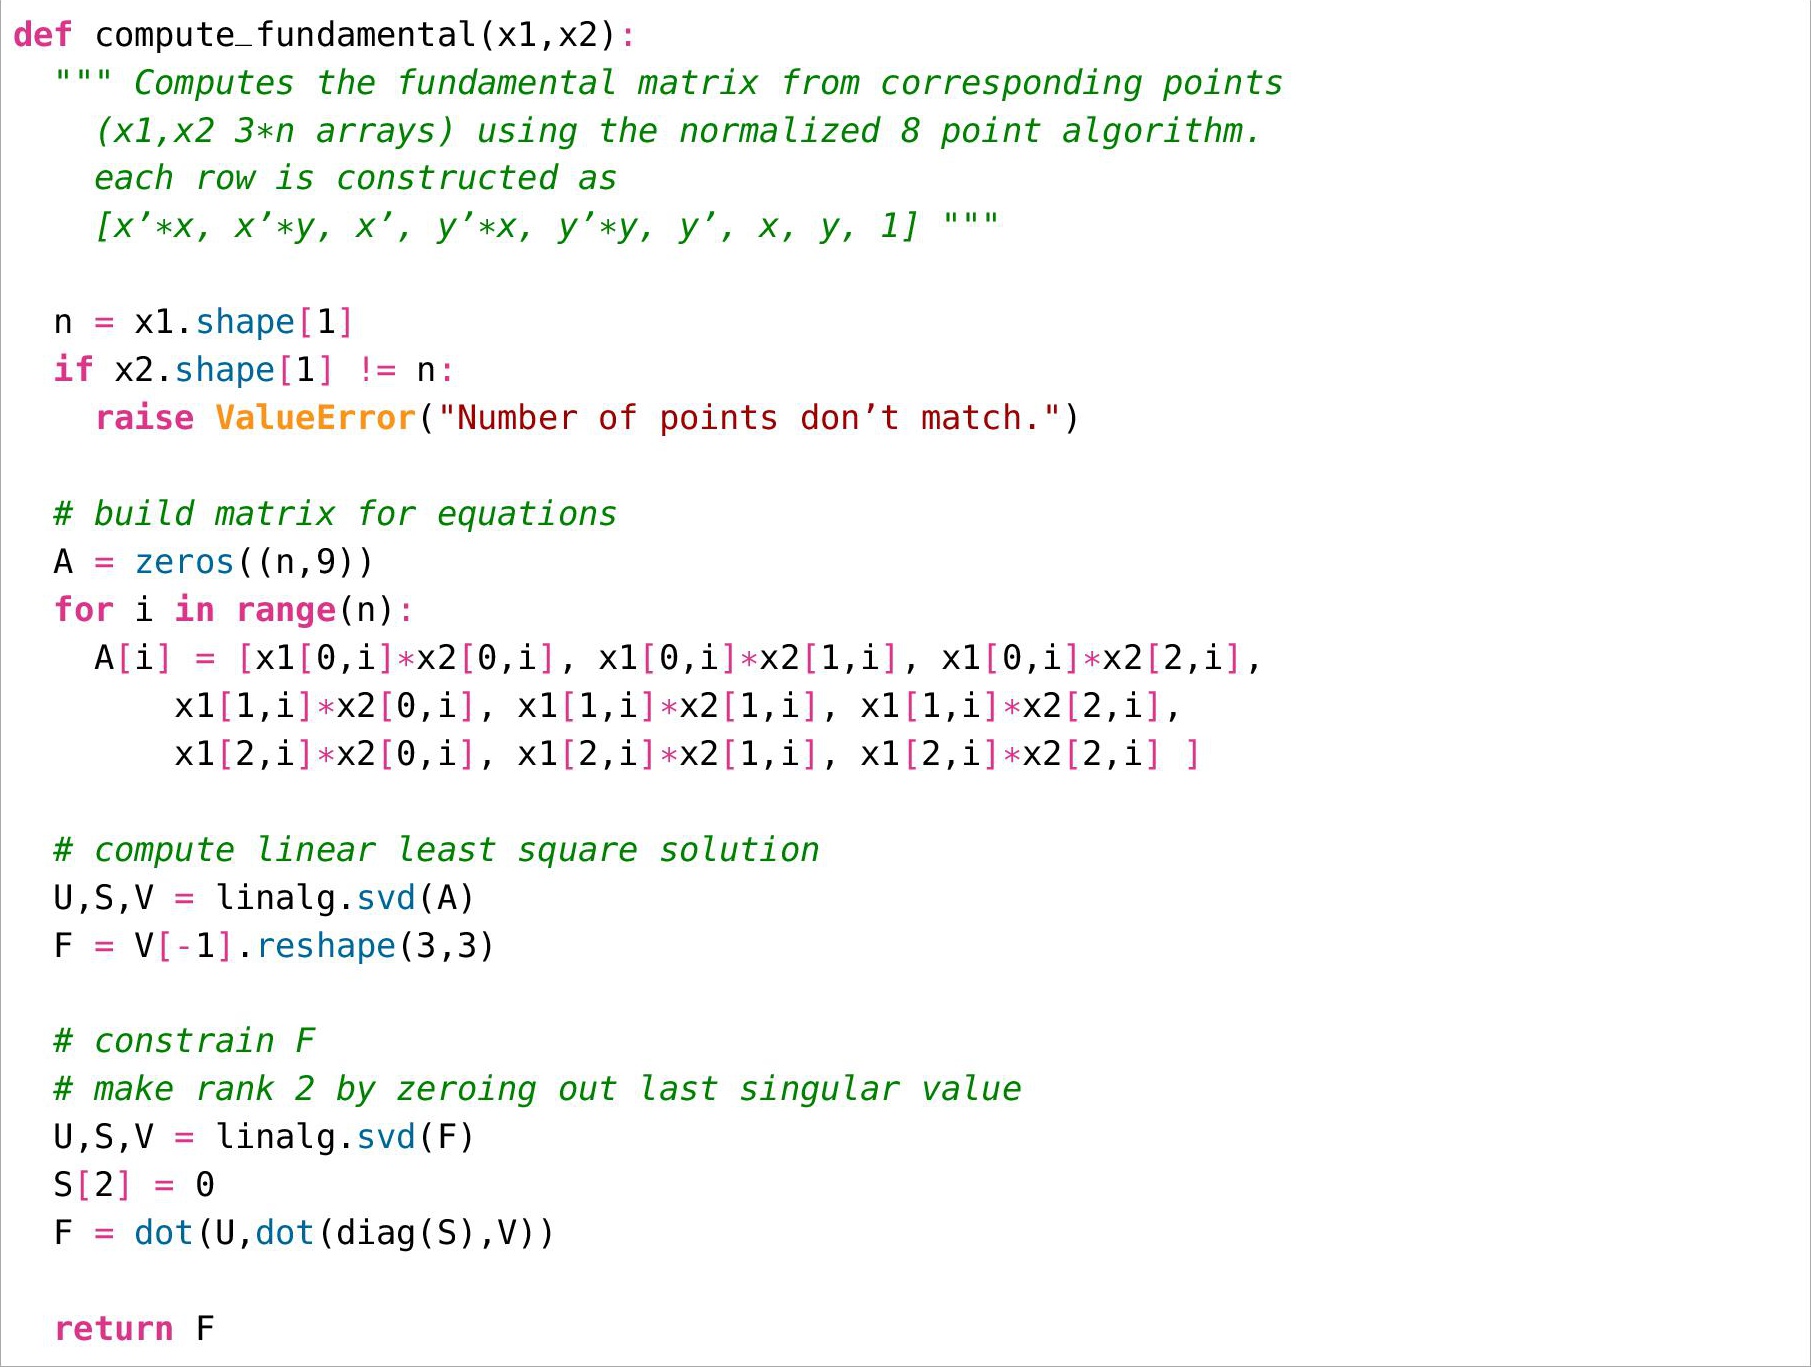 def compute_fundamental(x1,x2):
""" Computes the fundamental matrix from corresponding points
(x1,x2 3*n arrays) using the normalized 8 point algorithm.
each row is constructed as
[x’*x, x’*y, x’, y’*x, y’*y, y’, x, y, 1] """
n = x1.shape[1]
if x2.shape[1] != n:
raise ValueError("Number of points don’t match.")
# build matrix for equations
A = zeros((n,9))
for i in range(n):
A[i] = [x1[0,i]*x2[0,i], x1[0,i]*x2[1,i], x1[0,i]*x2[2,i],
x1[1,i]*x2[0,i], x1[1,i]*x2[1,i], x1[1,i]*x2[2,i],
x1[2,i]*x2[0,i], x1[2,i]*x2[1,i], x1[2,i]*x2[2,i] ]
# compute linear least square solution
U,S,V = linalg.svd(A)
F = V[-1].reshape(3,3)
# constrain F
# make rank 2 by zeroing out last singular value
U,S,V = linalg.svd(F)
S[2] = 0
F = dot(U,dot(diag(S),V))
return F